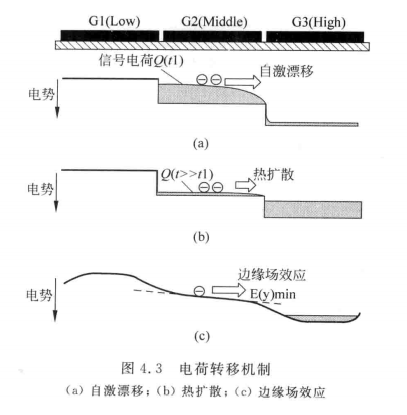 G1(Low) G2(Middle) G3(High)
信号电荷Q(t1)
自激漂移
电势
(a)
Q(t>>t1)
热扩散
电势
(b)
边缘场效应
E(y)min
电势
(c)
图 4.3 电荷转移机制
(a) 自激漂移；(b) 热扩散；(c) 边缘场效应